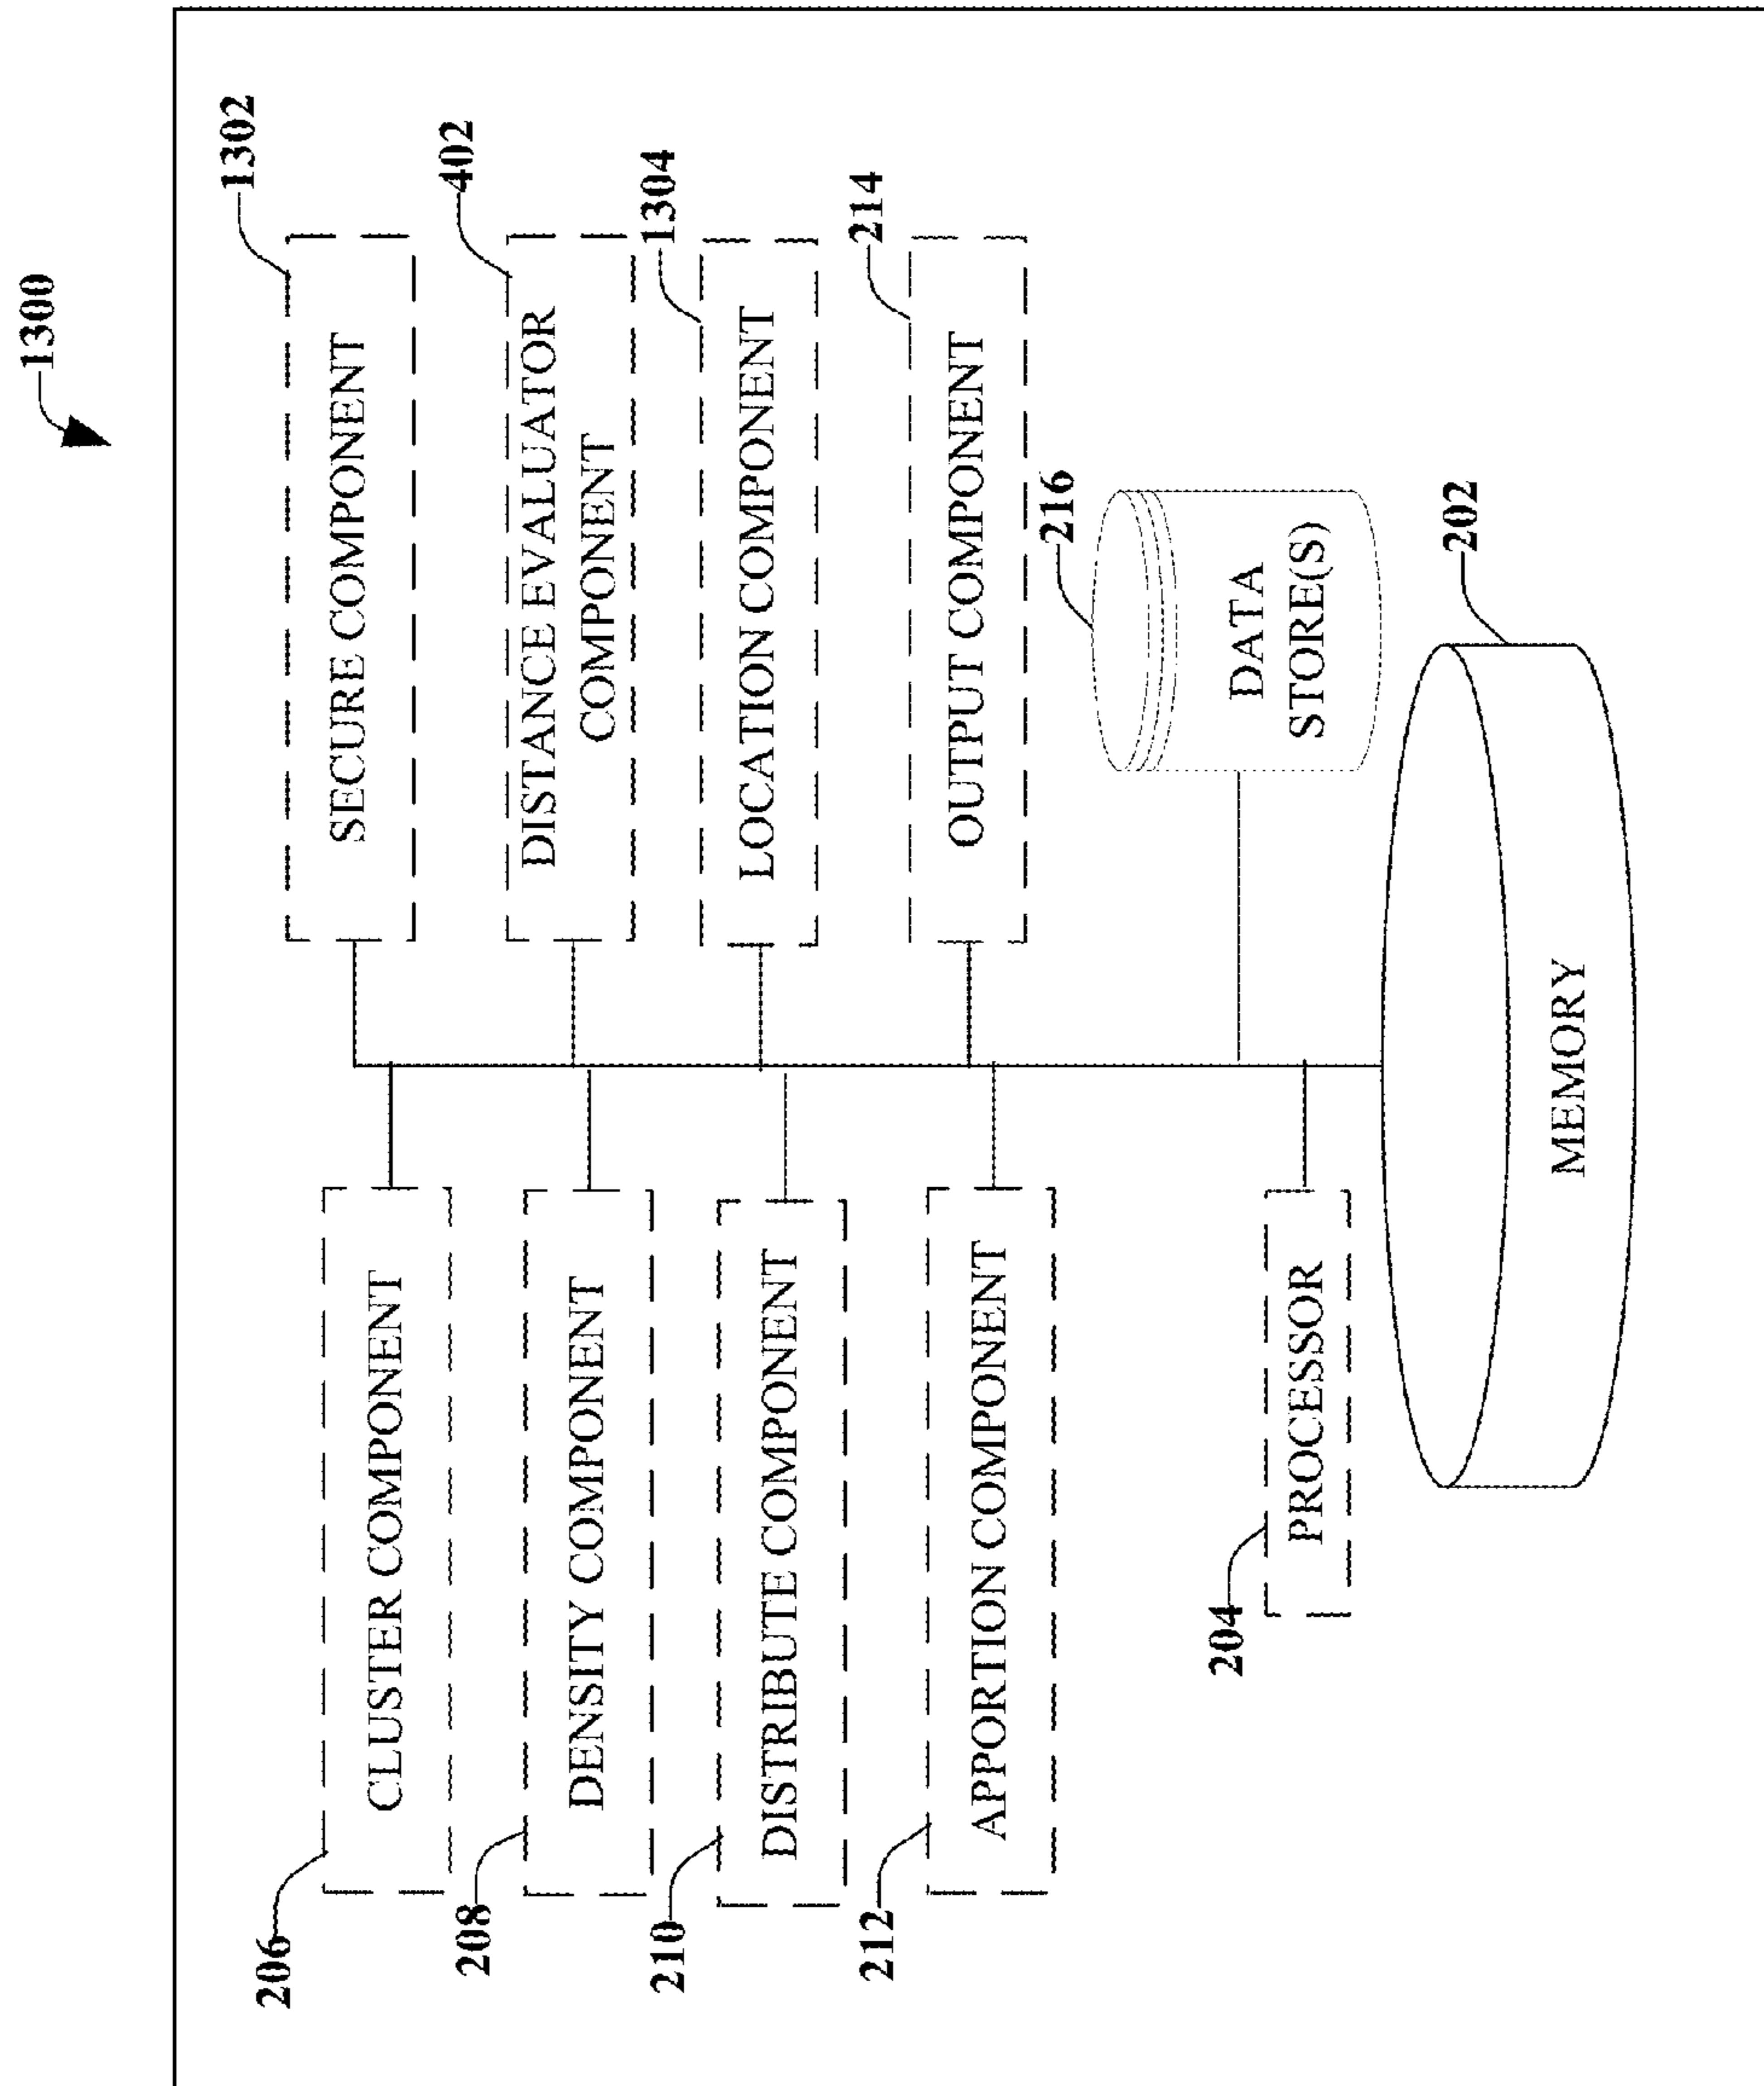 1300
206
CLUSTER COMPONENT
SECURE COMPONENT
1302
208
DENSITY COMPONENT
DISTANCE EVALUATOR
COMPONENT
402
210
DISTRIBUTE COMPONENT
LOCATION COMPONENT
1304
212
APPORTION COMPONENT
OUTPUT COMPONENT
214
204
PROCESSOR
DATA
STORE(S)
216
MEMORY
202